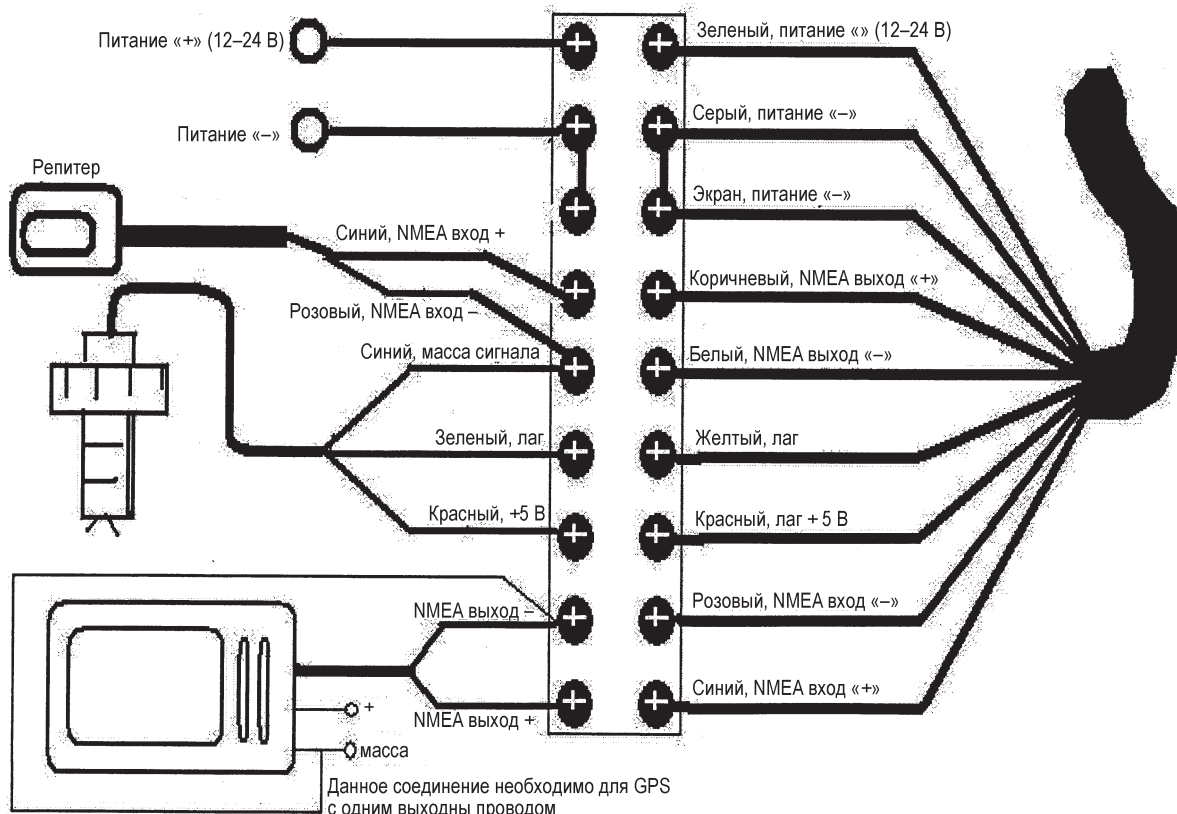 Питание «+» (12–24 В)
Зеленый, питание «» (12–24 В)
Питание «–»
Серый, питание «–»
Репитер
Экран, питание «–»
Синий, NMEA вход +
Коричневый, NMEA выход «+»
Розовый, NMEA вход –
Синий, масса сигнала
Белый, NMEA выход «–»
Зеленый, лаг
Желтый, лаг
Красный, +5 В
Красный, лаг + 5 В
NMEA выход –
Розовый, NMEA вход «–»
Синий, NMEA вход «+»
+
NMEA выход +
масса
Данное соединение необходимо для GPS
с одним выходны проводом